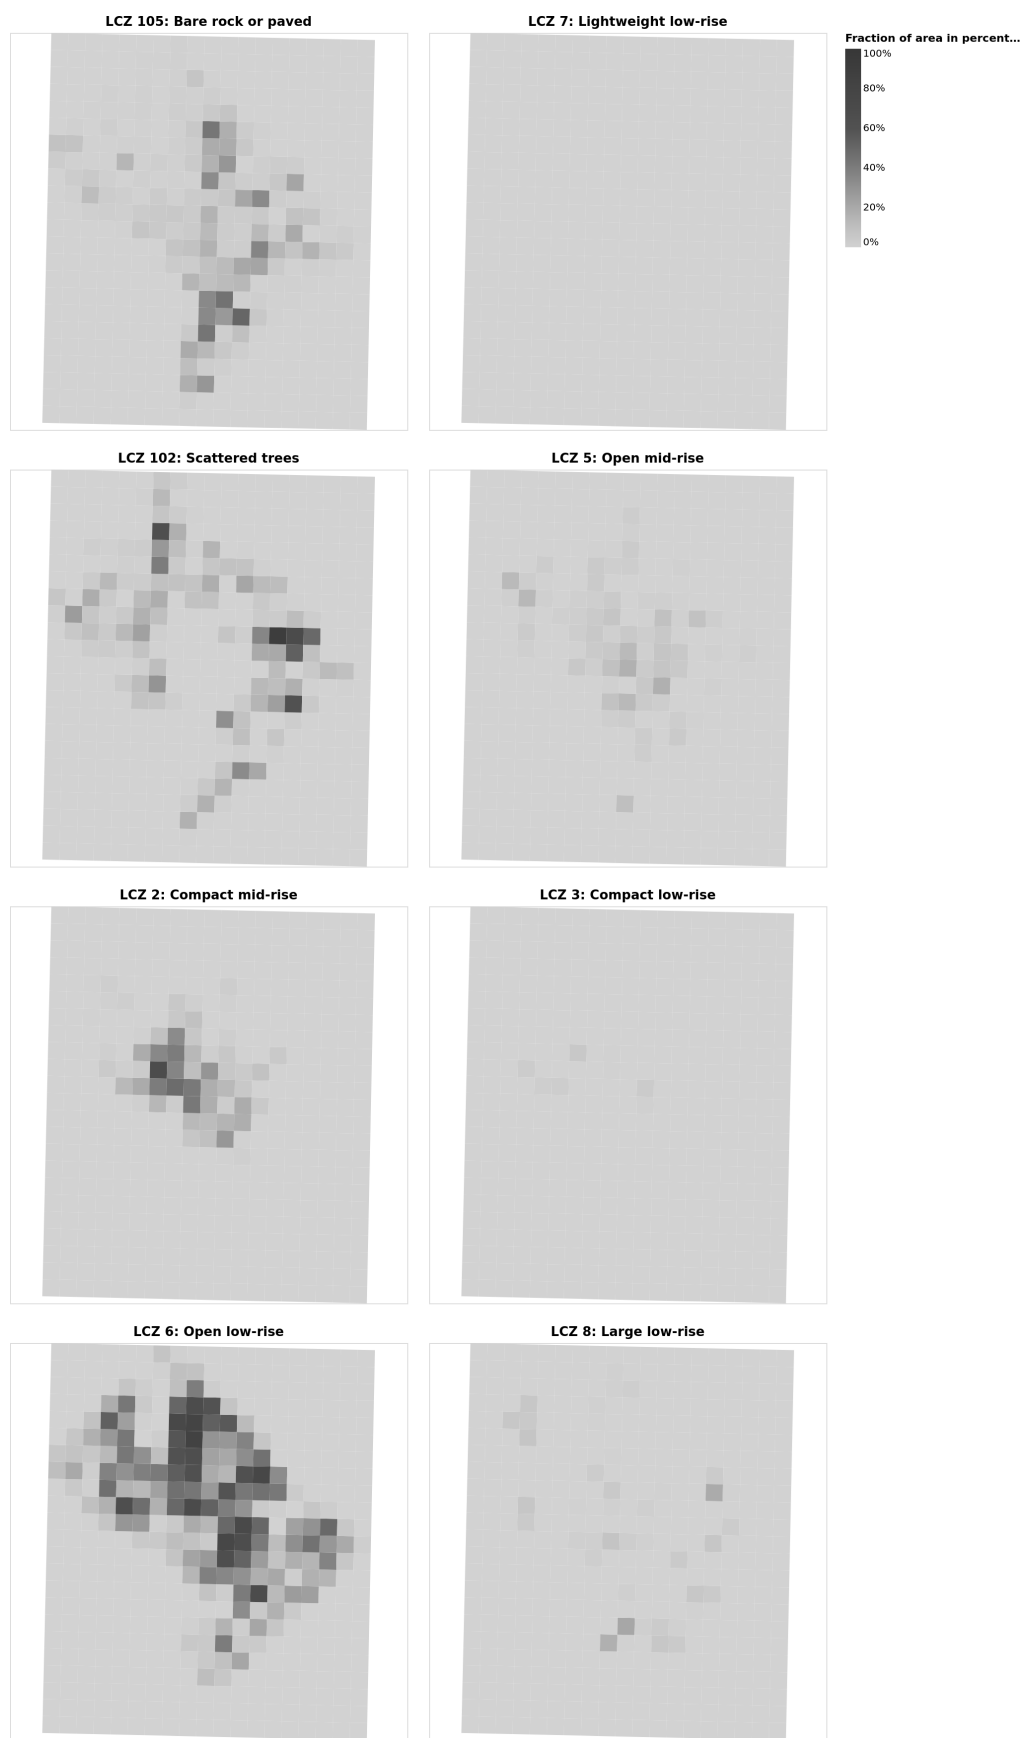 LCZ 105: Bare rock or paved
LCZ 7: Lightweight low-rise
Fraction of area in percent…
100%
80%
60%
40%
20%
0%
LCZ 102: Scattered trees
LCZ 5: Open mid-rise
LCZ 2: Compact mid-rise
LCZ 3: Compact low-rise
LCZ 6: Open low-rise
LCZ 8: Large low-rise